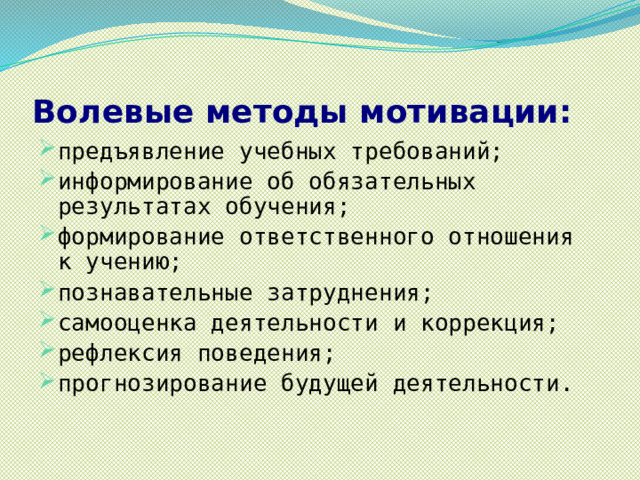 Волевые методы мотивации:
предъявление учебных требований;
информирование об обязательных
результатах обучения;
формирование ответственного отношения
к учению;
познавательные затруднения;
самооценка деятельности и коррекция;
рефлексия поведения;
прогнозирование будущей деятельности.